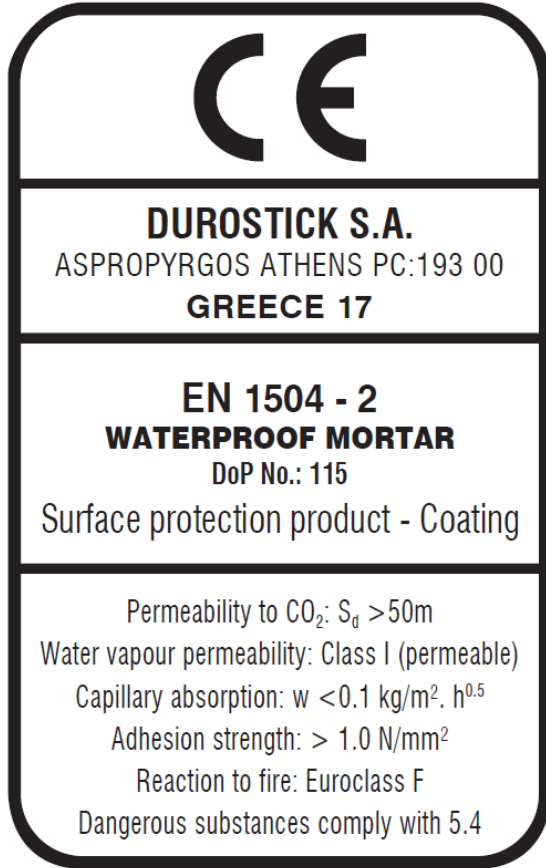 CE
DUROSTICK S.A.
ASPROPYRGOS ATHENS PC:193 00
GREECE 17
EN 1504 - 2
WATERPROOF MORTAR
DoP No.: 115
Surface protection product - Coating
Permeability to CO₂: Sd >50m
Water vapour permeability: Class I (permeable)
Capillary absorption: w <0.1 kg/m². h⁰·⁵
Adhesion strength: > 1.0 N/mm²
Reaction to fire: Euroclass F
Dangerous substances comply with 5.4